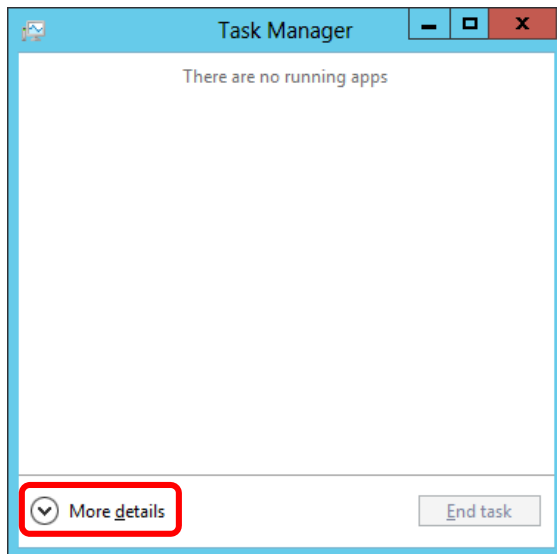 Task Manager
There are no running apps
More details
End task